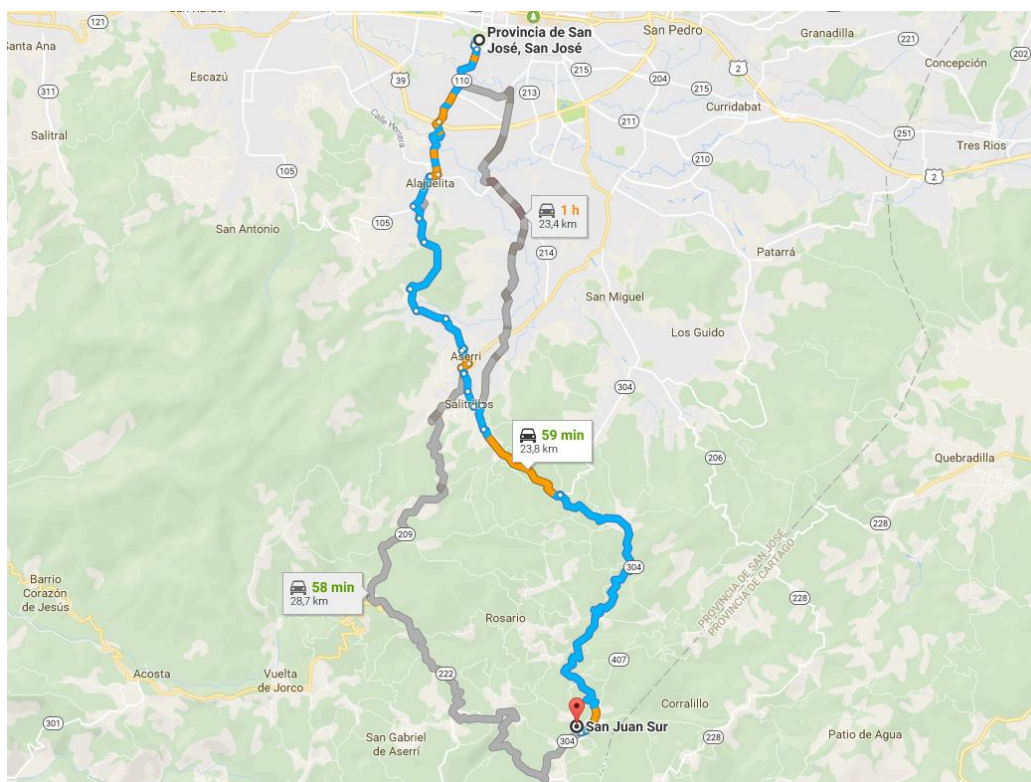 Santa Ana
Escazú
Provincia de San
José, San José
San Pedro
Granadilla
221
2
202
39
110
213
215
204
215
Concepción
311
Curridabat
Salitral
Calle Herrera
211
251
Tres Rios
105
Alajuelita
210
2
San Antonio
105
1 h
23,4 km
214
Patarrá
San Miguel
Los Guido
Aserri
304
Salitrillos
59 min
23,8 km
206
Quebradilla
228
209
PROVINCIA DE SAN JOSÉ
PROVINCIA DE CARTAGO
304
Barrio
Corazón
de Jesús
58 min
28,7 km
228
Rosario
407
Acosta
Vuelta
de Jorco
222
Corralillo
301
San Juan Sur
San Gabriel
de Aserrí
304
228
Patio de Agua